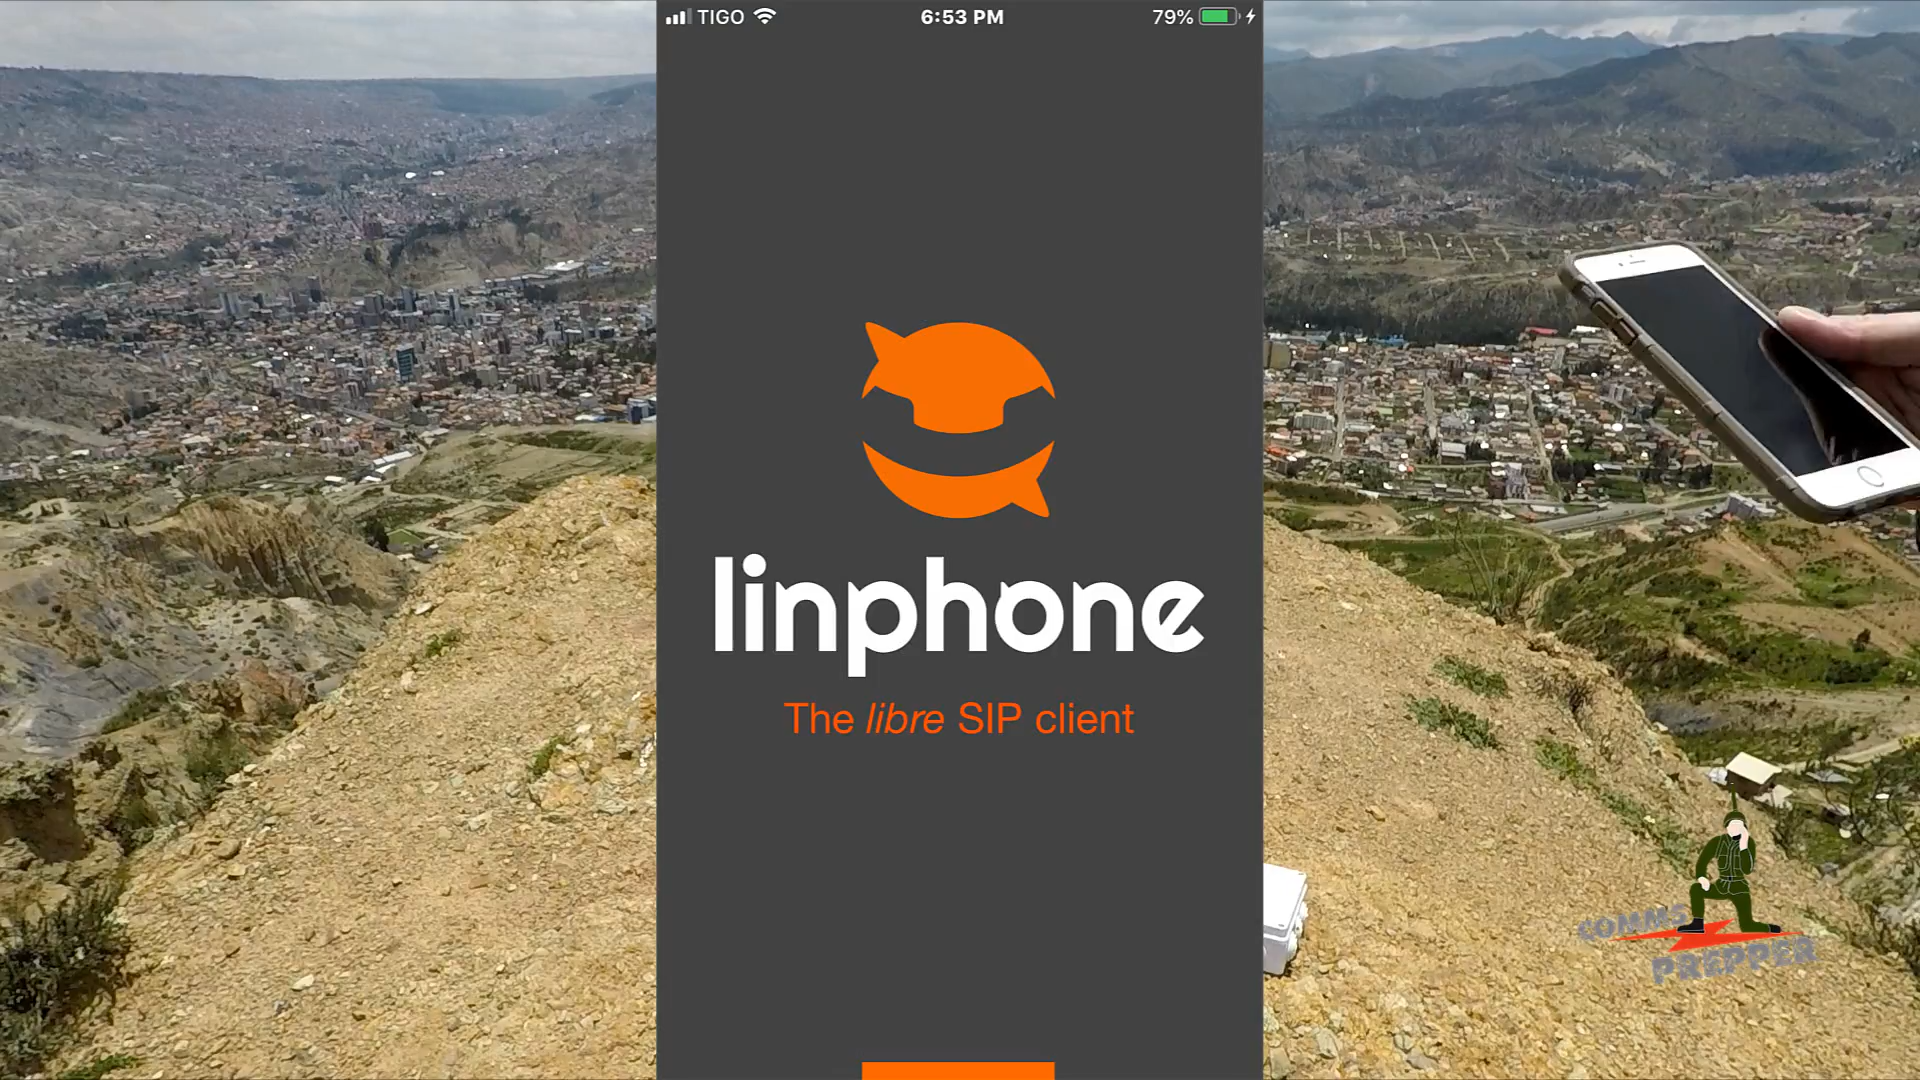 TIGO 6:53 PM 79%
linphone
The libre SIP client
COMMS
PREPPER